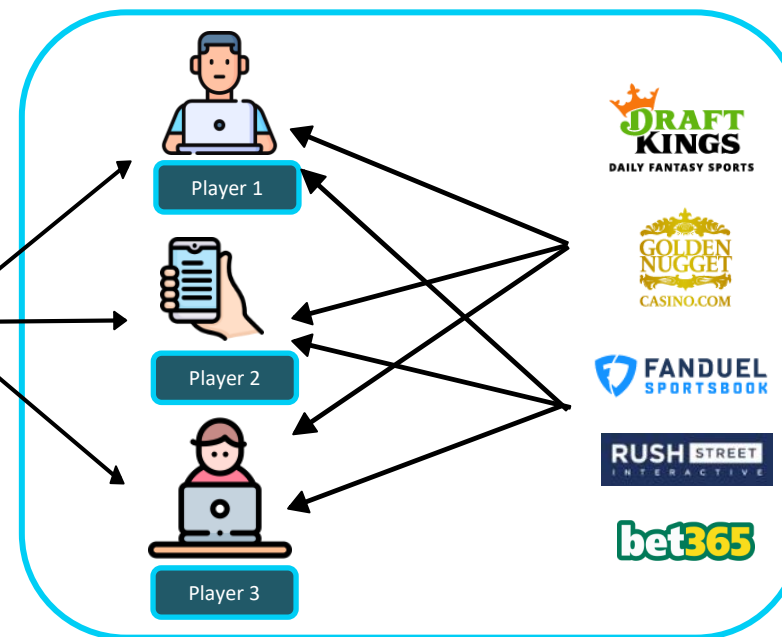 Player 1
Player 2
Player 3
DRAFT
KINGS
DAILY FANTASY SPORTS
GOLDEN
NUGGET
CASINO.COM
FANDUEL
SPORTSBOOK
RUSH STREET
INTERACTIVE
bet365